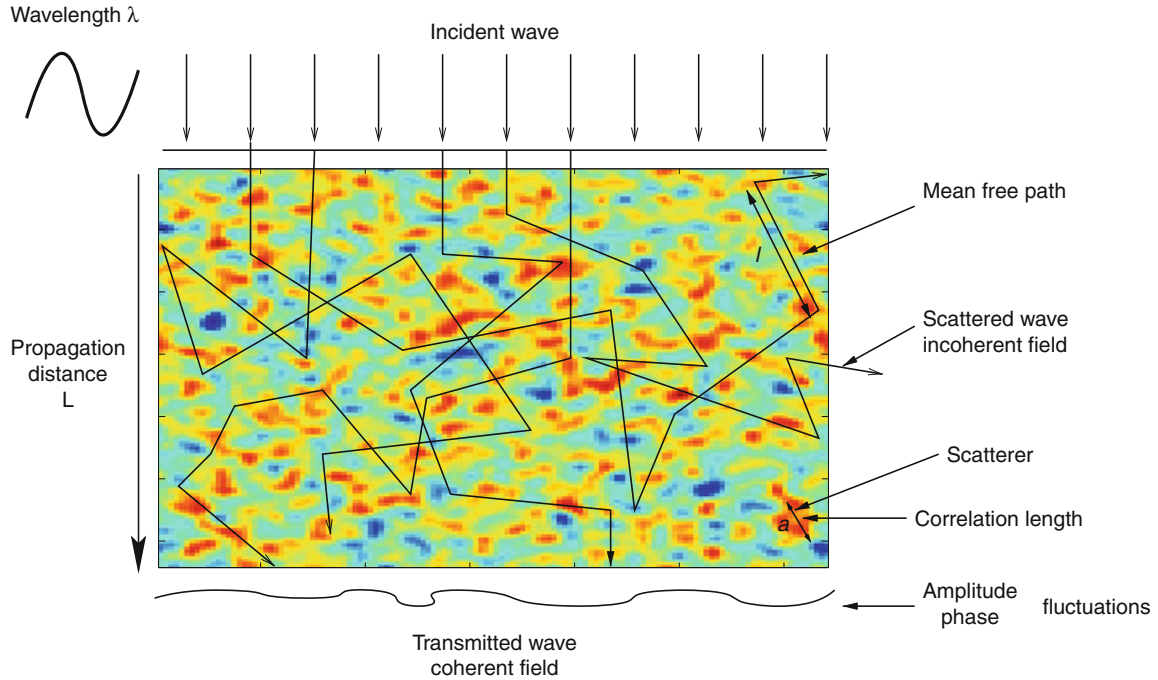 Wavelength λ
Incident wave
Mean free path
l
Scattered wave
incoherent field
Propagation
distance
L
Scatterer
Correlation length
a
Amplitude
phase
fluctuations
Transmitted wave
coherent field